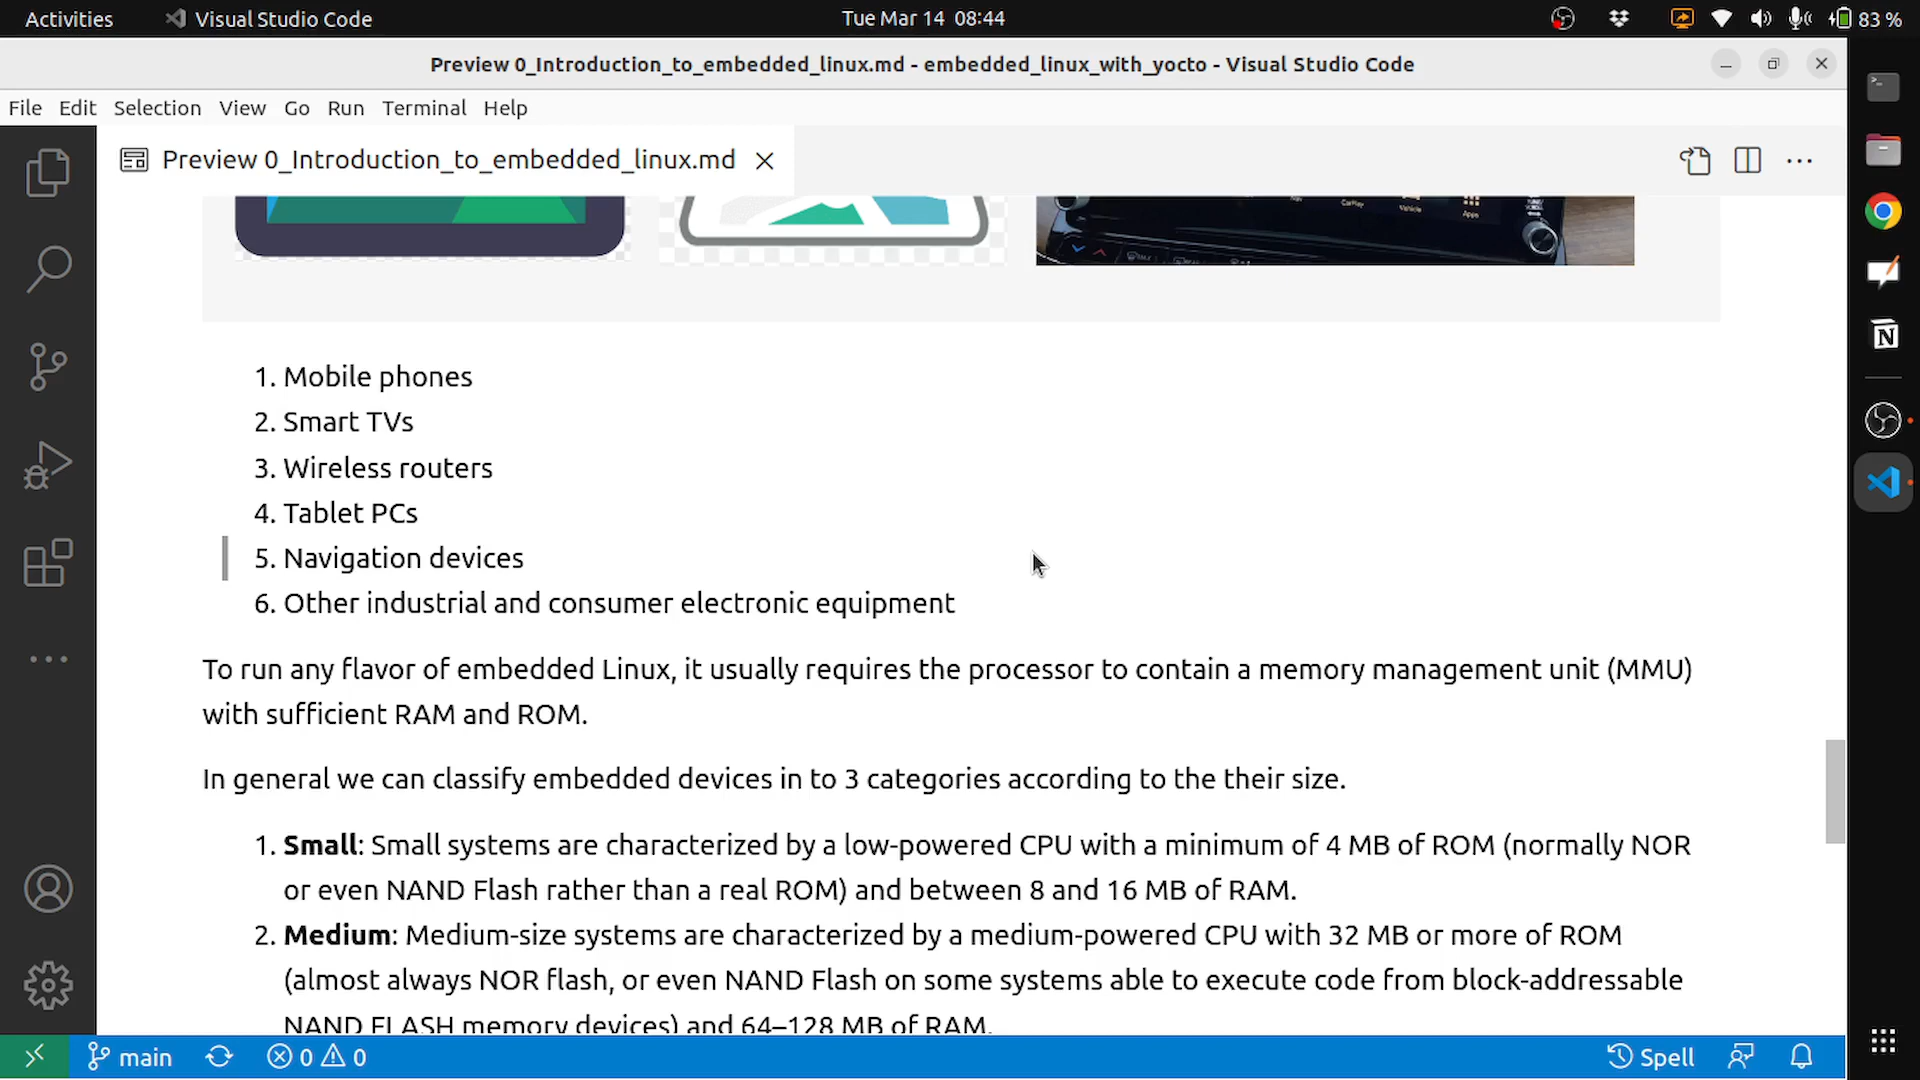 Activities
Visual Studio Code
Tue Mar 14 08:44
83 %
Preview 0_Introduction_to_embedded_linux.md - embedded_linux_with_yocto - Visual Studio Code
File Edit Selection View Go Run Terminal Help
Preview 0_Introduction_to_embedded_linux.md
CarPlay
Apps
1. Mobile phones
2. Smart TVs
3. Wireless routers
4. Tablet PCs
5. Navigation devices
6. Other industrial and consumer electronic equipment
To run any flavor of embedded Linux, it usually requires the processor to contain a memory management unit (MMU)
with sufficient RAM and ROM.
In general we can classify embedded devices in to 3 categories according to the their size.
1. Small: Small systems are characterized by a low-powered CPU with a minimum of 4 MB of ROM (normally NOR
or even NAND Flash rather than a real ROM) and between 8 and 16 MB of RAM.
2. Medium: Medium-size systems are characterized by a medium-powered CPU with 32 MB or more of ROM
(almost always NOR flash, or even NAND Flash on some systems able to execute code from block-addressable
NAND FLASH memory devices) and 64–128 MB of RAM.
main
0
0
Spell